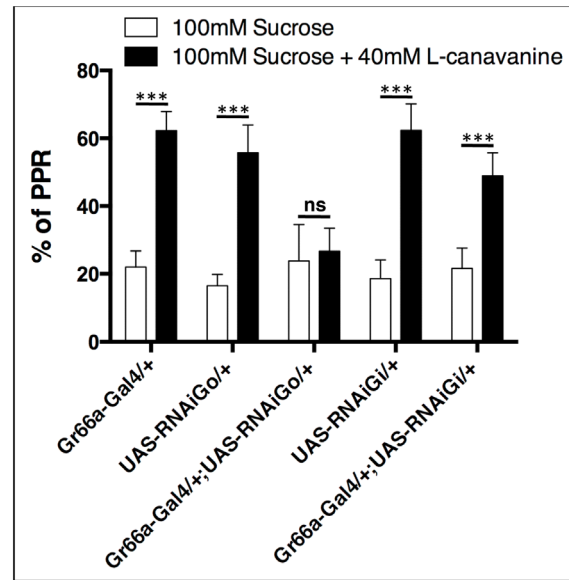 100mM Sucrose
100mM Sucrose + 40mM L-canavanine
% of PPR
80
60
40
20
0
***
***
ns
***
***
Gr66a-Gal4/+
UAS-RNAiGo/+
Gr66a-Gal4/+;UAS-RNAiGo/+
UAS-RNAiGi/+
Gr66a-Gal4/+;UAS-RNAiGi/+